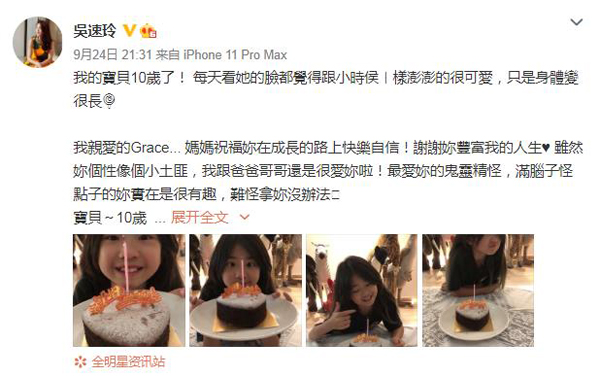 吳速玲
9月24日 21:31 来自 iPhone 11 Pro Max
我的寶貝10歲了！ 每天看她的臉都覺得跟小時侯ㄧ樣澎澎的很可愛，只是身體變
很長
我親愛的Grace... 媽媽祝福妳在成長的路上快樂自信！謝謝妳豐富我的人生♥ 雖然
妳個性像個小土匪，我跟爸爸哥哥還是很愛妳啦！最愛妳的鬼靈精怪，滿腦子怪
點子的妳實在是很有趣，難怪拿妳沒辦法
寶貝～10歲 ... 展开全文
全明星资讯站